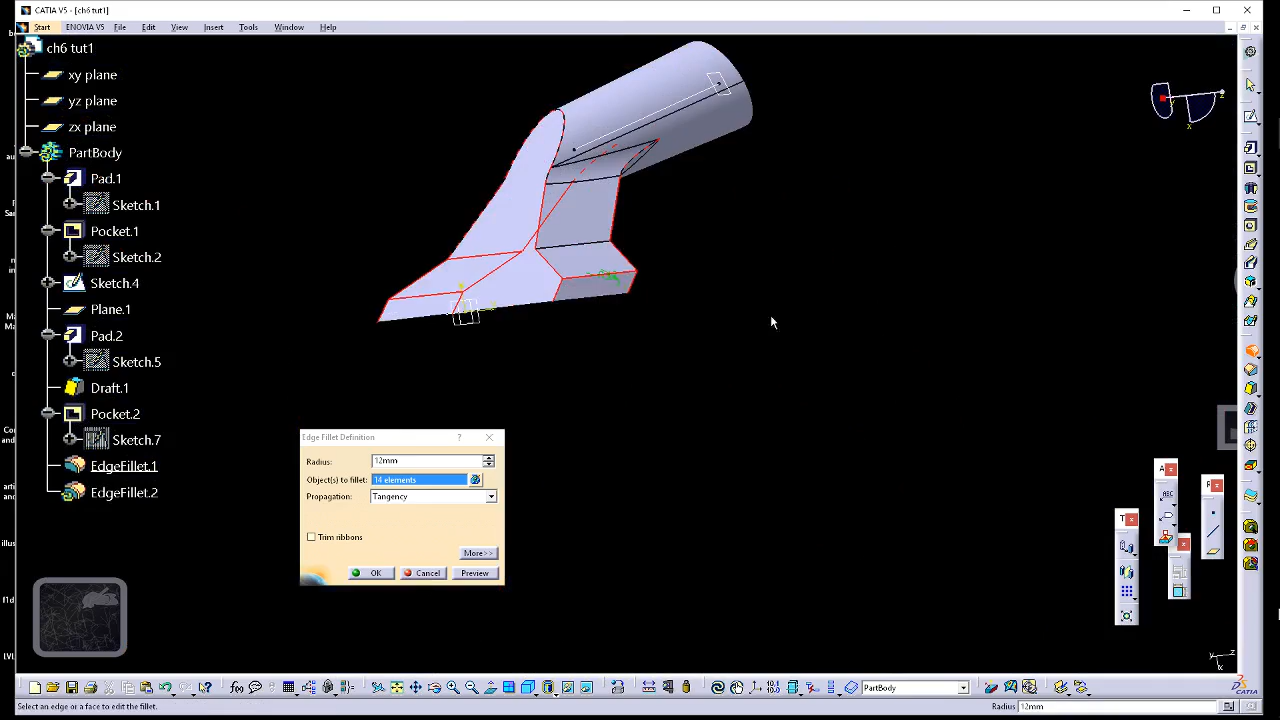 CATIA V5 - [ch6 tut1]
Start ENOVIA V5 File Edit View Insert Tools Window Help
ch6 tut1
xy plane
yz plane
zx plane
PartBody
Pad.1
Sketch.1
Pocket.1
Sketch.2
Sketch.4
Plane.1
Pad.2
Sketch.5
Draft.1
Pocket.2
Sketch.7
EdgeFillet.1
EdgeFillet.2
Edge Fillet Definition ? ×
Radius: 12mm
Object(s) to fillet: 14 elements
Propagation: Tangency
Trim ribbons
More>>
OK Cancel Preview
PartBody
Select an edge or a face to edit the fillet.
Radius 12mm
CATIA